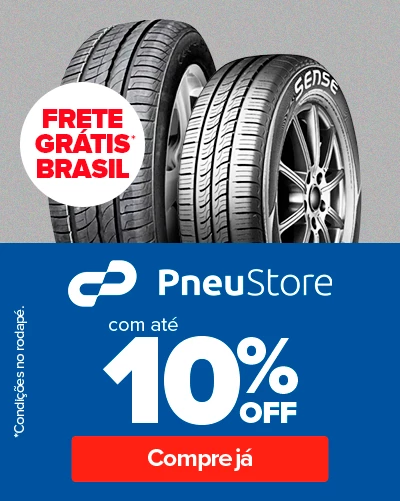 SENSE
FRETE
GRÁTIS*
BRASIL
PneuStore
com até
10%
OFF
*Condições no rodapé.
Compre já